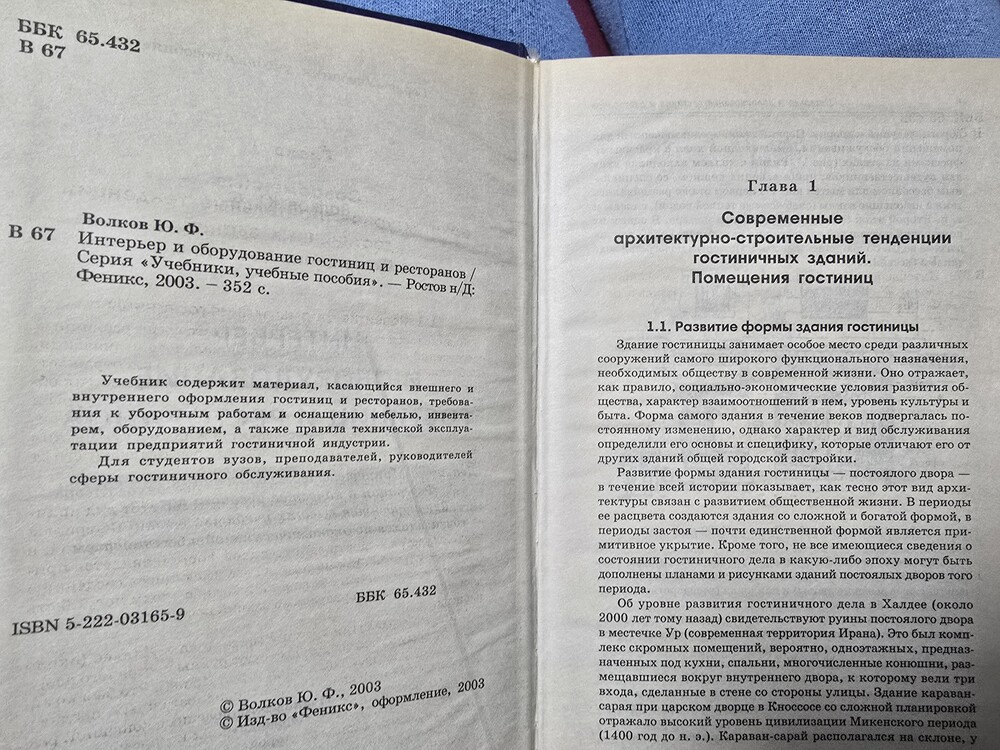 ББК 65.432
В 67
В 67
Волков Ю. Ф.
Интерьер и оборудование гостиниц и ресторанов /
Серия «Учебники, учебные пособия». — Ростов н/Д:
Феникс, 2003. – 352 с.
Учебник содержит материал, касающийся внешнего и
внутреннего оформления гостиниц и ресторанов, требова-
ния к уборочным работам и оснащению мебелью, инвента-
рем, оборудованием, а также правила технической эксплуа-
тации предприятий гостиничной индустрии.
Для студентов вузов, преподавателей, руководителей
сферы гостиничного обслуживания.
ББК 65.432
ISBN 5-222-03165-9
© Волков Ю. Ф., 2003
© Изд-во «Феникс», оформление, 2003
Глава 1
Современные
архитектурно-строительные тенденции
гостиничных зданий.
Помещения гостиниц
1.1. Развитие формы здания гостиницы
Здание гостиницы занимает особое место среди различных
сооружений самого широкого функционального назначения,
необходимых обществу в современной жизни. Оно отражает,
как правило, социально-экономические условия развития об-
щества, характер взаимоотношений в нем, уровень культуры и
быта. Форма самого здания в течение веков подвергалась по-
стоянному изменению, однако характер и вид обслуживания
определили его основы и специфику, которые отличают его от
других зданий общей городской застройки.
Развитие формы здания гостиницы — постоялого двора —
в течение всей истории показывает, как тесно этот вид архи-
тектуры связан с развитием общественной жизни. В периоды
ее расцвета создаются здания со сложной и богатой формой, в
периоды застоя — почти единственной формой является при-
митивное укрытие. Кроме того, не все имеющиеся сведения о
состоянии гостиничного дела в какую-либо эпоху могут быть
дополнены планами и рисунками зданий постоялых дворов того
периода.
Об уровне развития гостиничного дела в Халдее (около
2000 лет тому назад) свидетельствуют руины постоялого двора
в местечке Ур (современная территория Ирана). Это был комп-
лекс скромных помещений, вероятно, одноэтажных, предназ-
наченных под кухни, спальни, многочисленные конюшни, раз-
мещавшиеся вокруг внутреннего двора, к которому вели три
входа, сделанные в стене со стороны улицы. Здание караван-
сарая при царском дворце в Кноссосе со сложной планировкой
отражало высокий уровень цивилизации Микенского периода
(1400 год до н. э.). Караван-сарай располагался на склоне, у